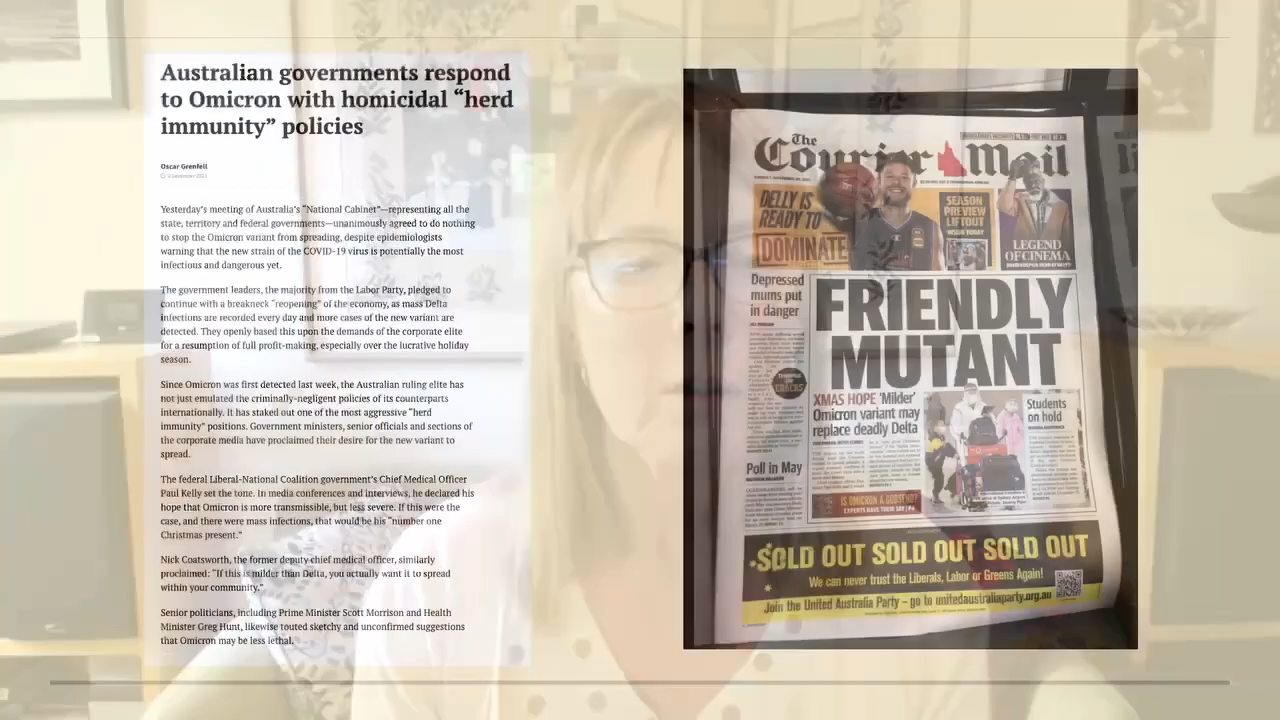 Australian governments respond
to Omicron with homicidal “herd
immunity” policies
Oscar Grenfell
Yesterday’s meeting of Australia’s “National Cabinet”—representing all the
state, territory and federal governments—unanimously agreed to do nothing
to stop the Omicron variant from spreading, despite epidemiologists
warning that the new strain of the COVID-19 virus is potentially the most
infectious and dangerous yet.
The government leaders, the majority from the Labor Party, pledged to
continue with a breakneck “reopening” of the economy, as mass Delta
infections are recorded every day and more cases of the new variant are
detected. They openly based this upon the demands of the corporate elite
for a resumption of full profit-making, especially over the lucrative holiday
season.
Since Omicron was first detected last week, the Australian ruling elite has
not just emulated the criminally-negligent policies of its counterparts
internationally. It has staked out one of the most aggressive “herd
immunity” positions. Government ministers, senior officials and sections of
the corporate media have proclaimed their desire for the new variant to
spread.
The federal Liberal-National Coalition government’s Chief Medical Officer
Paul Kelly set the tone. In media conferences and interviews, he declared his
hope that Omicron is more transmissible, but less severe. If this were the
case, and there were mass infections, that would be his “number one
Christmas present.”
Nick Coatsworth, the former deputy chief medical officer, similarly
proclaimed: “If this is milder than Delta, you actually want it to spread
within your community.”
Senior politicians, including Prime Minister Scott Morrison and Health
Minister Greg Hunt, likewise touted sketchy and unconfirmed suggestions
that Omicron may be less lethal.
The Courier Mail
DELLY IS
READY TO
DOMINATE
SEASON
PREVIEW
LIFTOUT
INSIDE TODAY
LEGEND
OF CINEMA
Depressed
mums put
in danger
FRIENDLY
MUTANT
XMAS HOPE ‘Milder’
Omicron variant may
replace deadly Delta
Students
on hold
CRACKS
Poll in May
IS OMICRON A GODSEND?
EXPERTS HAVE THEIR SAY
SOLD OUT SOLD OUT SOLD OUT
We can never trust the Liberals, Labor or Greens Again!
Join the United Australia Party – go to unitedaustraliaparty.org.au